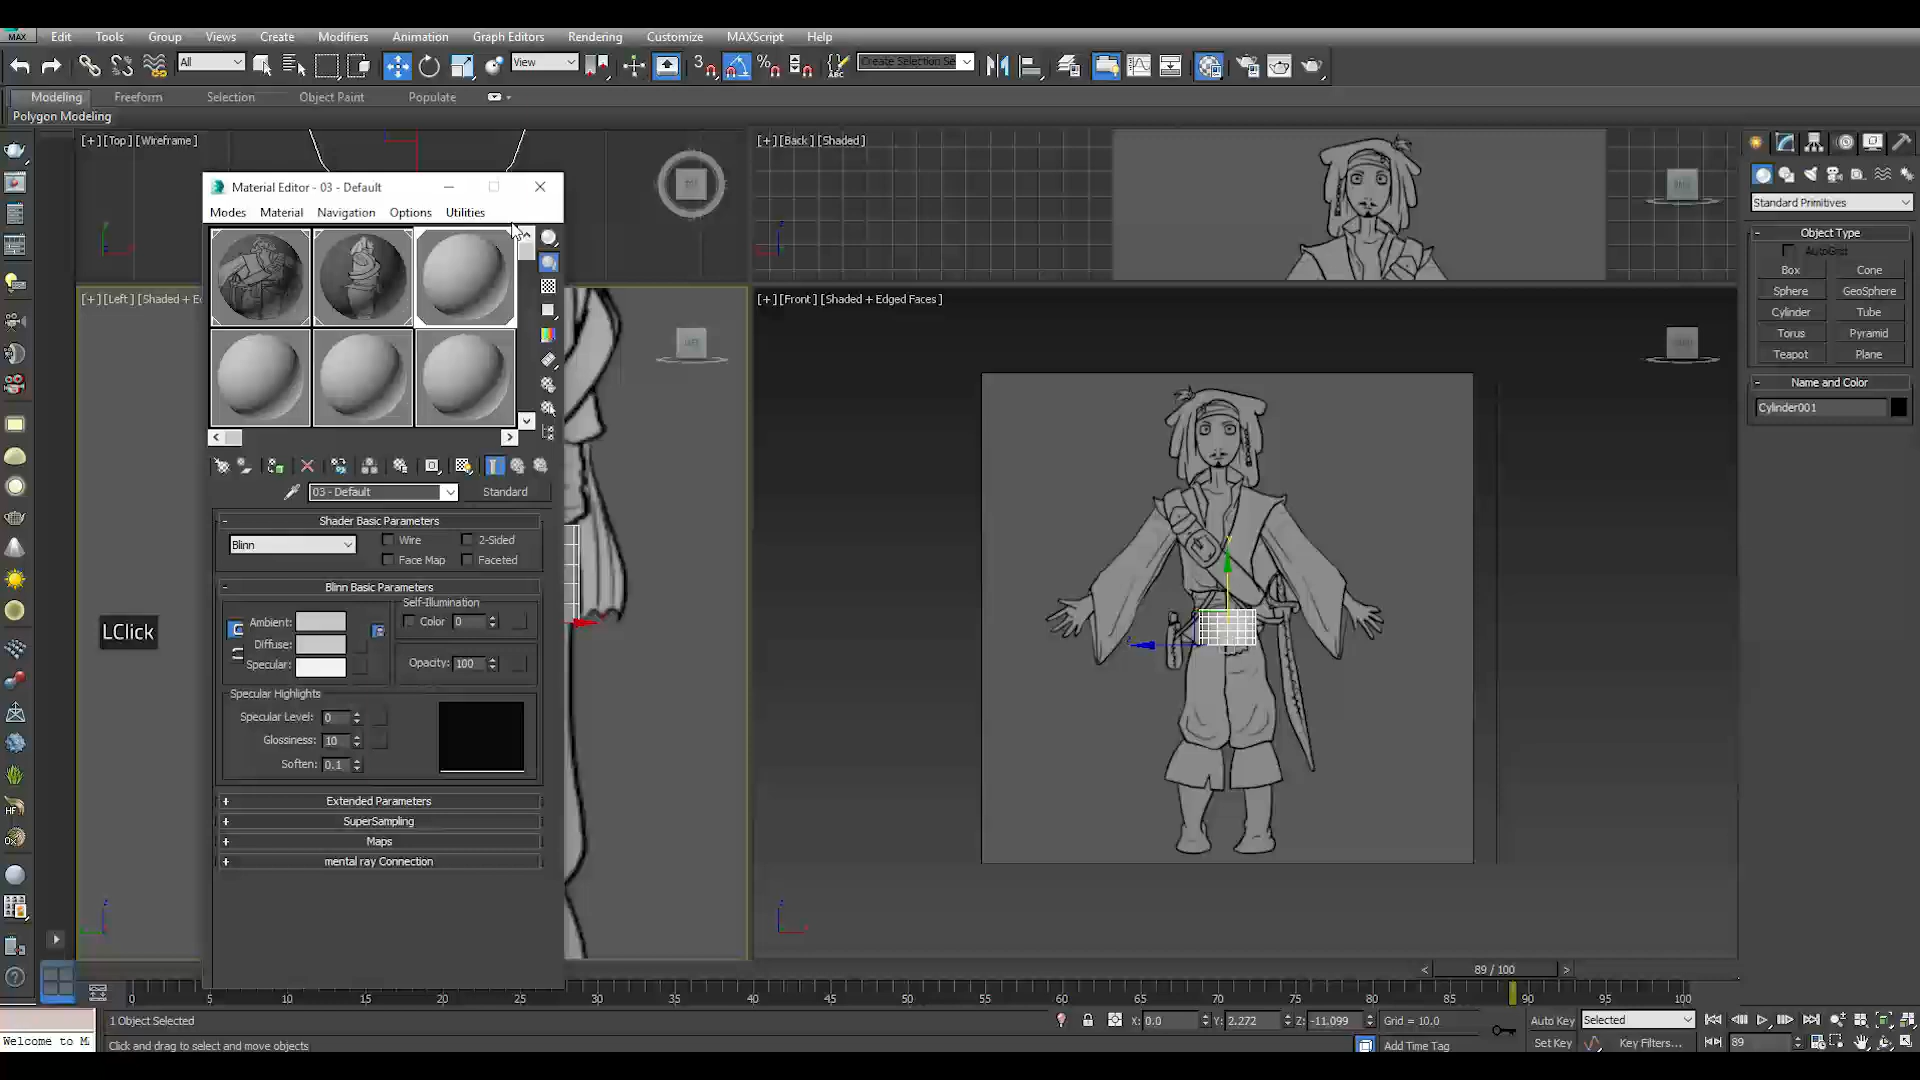 MAX
Edit Tools Group Views Create Modifiers Animation Graph Editors Rendering Customize MAXScript Help
All View 3 % ABC Create Selection Se
Modeling Freeform Selection Object Paint Populate
Polygon Modeling
[+] [Top] [Wireframe]
[+] [Back] [Shaded]
Material Editor - 03 - Default
Modes Material Navigation Options Utilities
[+] [Left] [Shaded + Ed
[+] [Front] [Shaded + Edged Faces]
03 - Default Standard
- Shader Basic Parameters
Blinn Wire 2-Sided
Face Map Faceted
- Blinn Basic Parameters
Self-Illumination
Ambient: Color 0
Diffuse:
Specular: Opacity: 100
Specular Highlights
Specular Level: 0
Glossiness: 10
Soften: 0.1
+ Extended Parameters
+ SuperSampling
+ Maps
+ mental ray Connection
LClick
Standard Primitives
- Object Type
AutoGrid
Box Cone
Sphere GeoSphere
Cylinder Tube
Torus Pyramid
Teapot Plane
- Name and Color
Cylinder001
< 89 / 100 >
0 5 10 15 20 25 30 35 40 45 50 55 60 65 70 75 80 85 90 95 100
1 Object Selected X: 0.0 Y: 2.272 Z: -11.099 Grid = 10.0 Auto Key Selected
Welcome to M Click and drag to select and move objects Add Time Tag Set Key Key Filters... 89